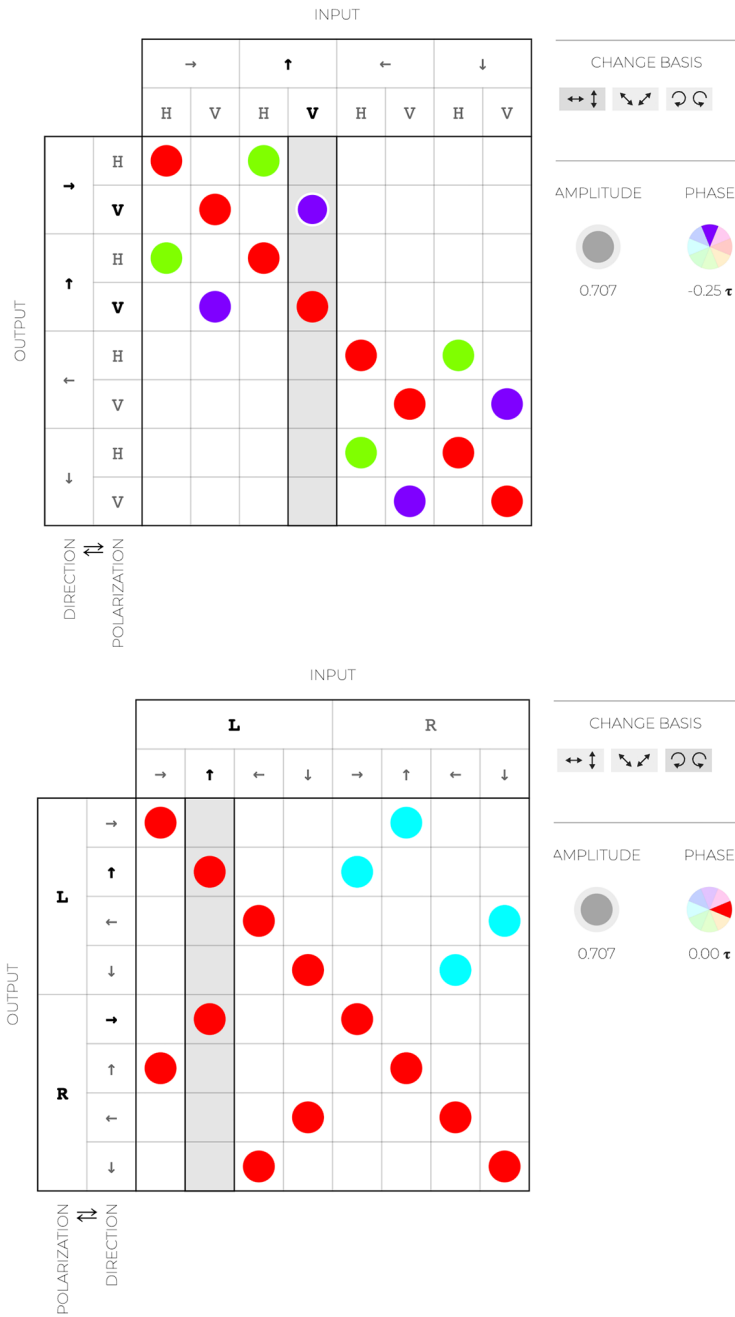 INPUT
→ ↑ ← ↓
H V H V H V H V
CHANGE BASIS
OUTPUT
→ H
V
↑ H
V
← H
V
↓ H
V
AMPLITUDE PHASE
0.707 -0.25 τ
DIRECTION ⇄ POLARIZATION
INPUT
L R
→ ↑ ← ↓ → ↑ ← ↓
CHANGE BASIS
OUTPUT
L →
↑
←
↓
R →
↑
←
↓
AMPLITUDE PHASE
0.707 0.00 τ
POLARIZATION ⇄ DIRECTION